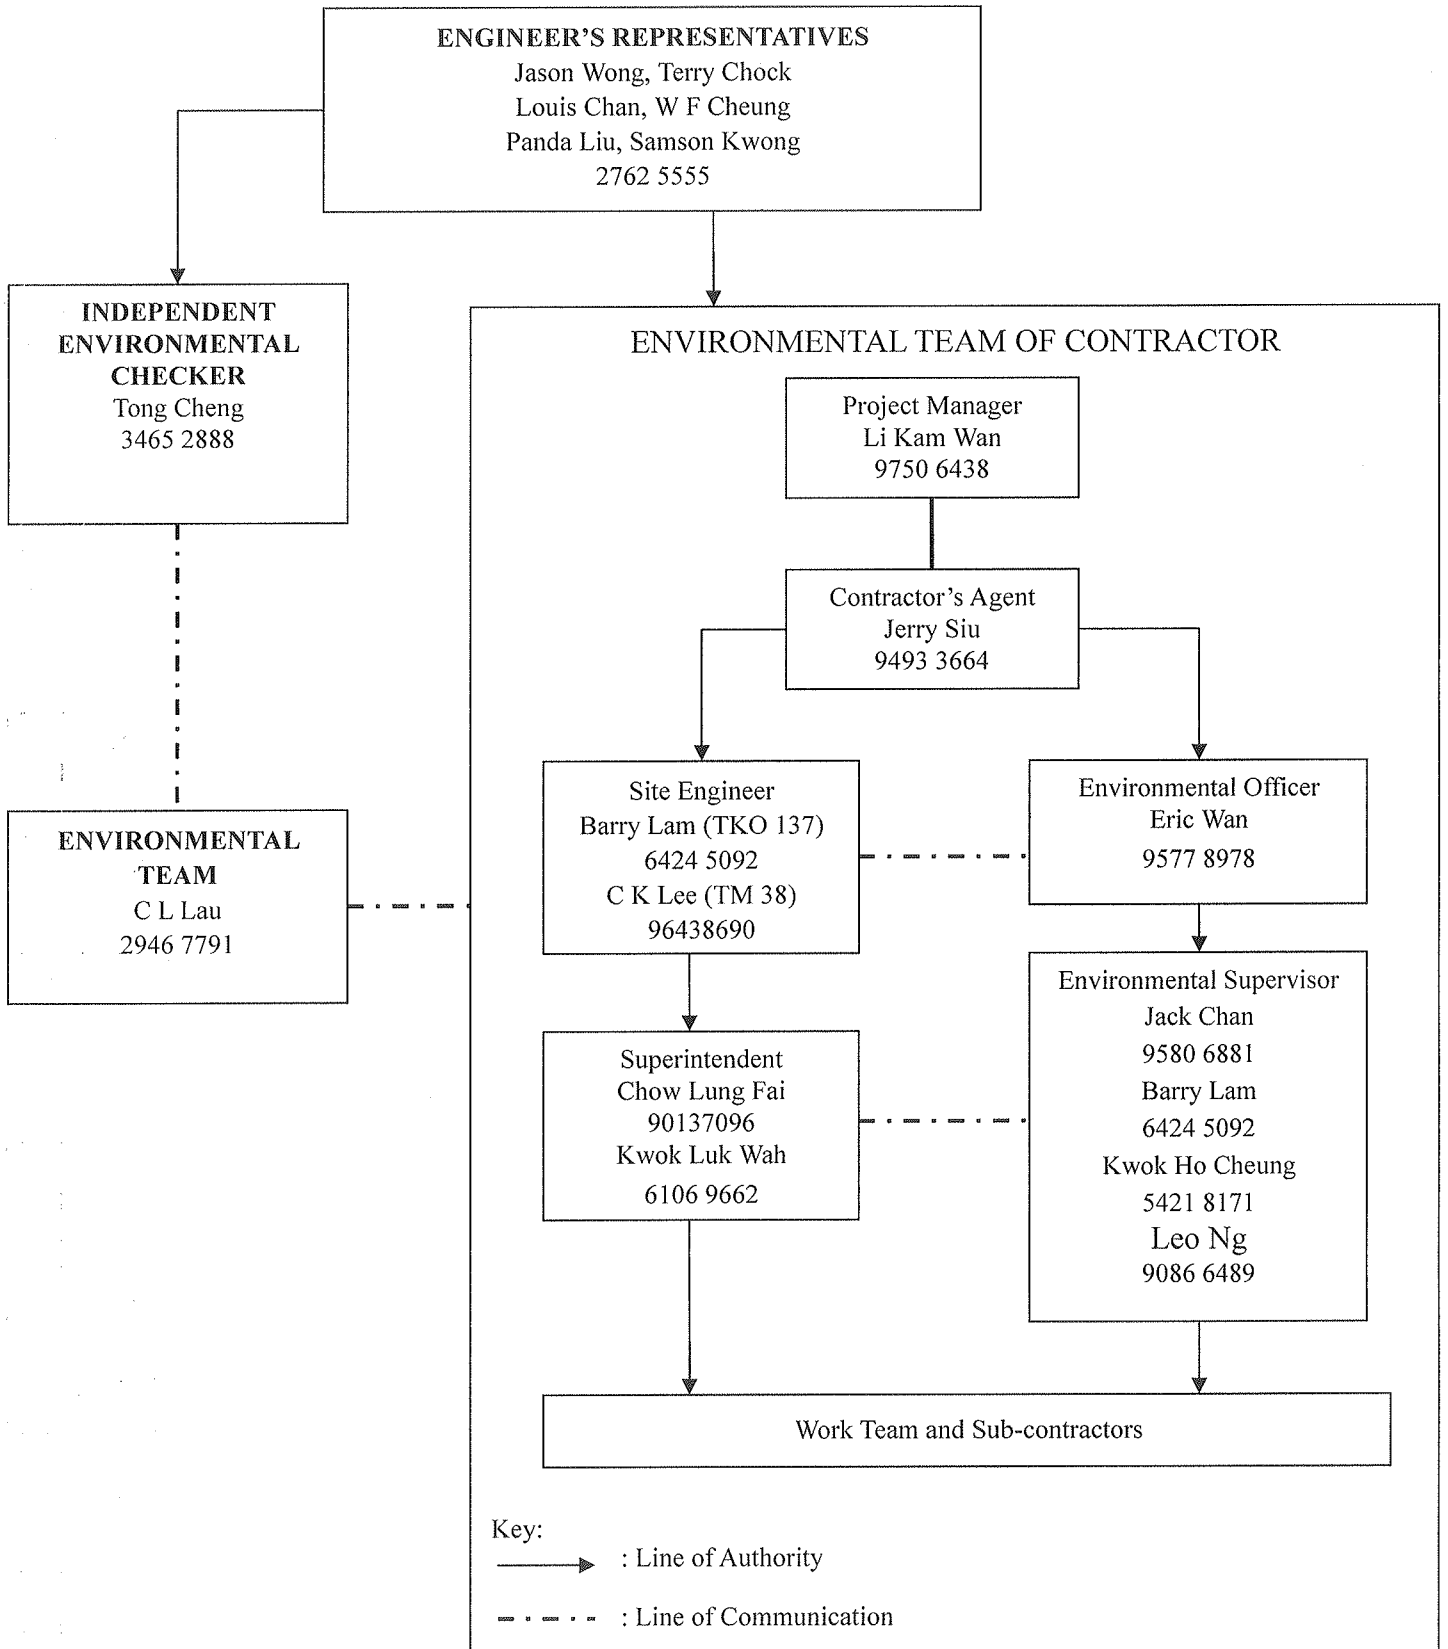 ENGINEER’S REPRESENTATIVES
Jason Wong, Terry Chock
Louis Chan, W F Cheung
Panda Liu, Samson Kwong
2762 5555
INDEPENDENT
ENVIRONMENTAL
CHECKER
Tong Cheng
3465 2888
ENVIRONMENTAL
TEAM
C L Lau
2946 7791
ENVIRONMENTAL TEAM OF CONTRACTOR
Project Manager
Li Kam Wan
9750 6438
Contractor’s Agent
Jerry Siu
9493 3664
Site Engineer
Barry Lam (TKO 137)
6424 5092
C K Lee (TM 38)
96438690
Environmental Officer
Eric Wan
9577 8978
Superintendent
Chow Lung Fai
90137096
Kwok Luk Wah
6106 9662
Environmental Supervisor
Jack Chan
9580 6881
Barry Lam
6424 5092
Kwok Ho Cheung
5421 8171
Leo Ng
9086 6489
Work Team and Sub-contractors
Key:
: Line of Authority
: Line of Communication